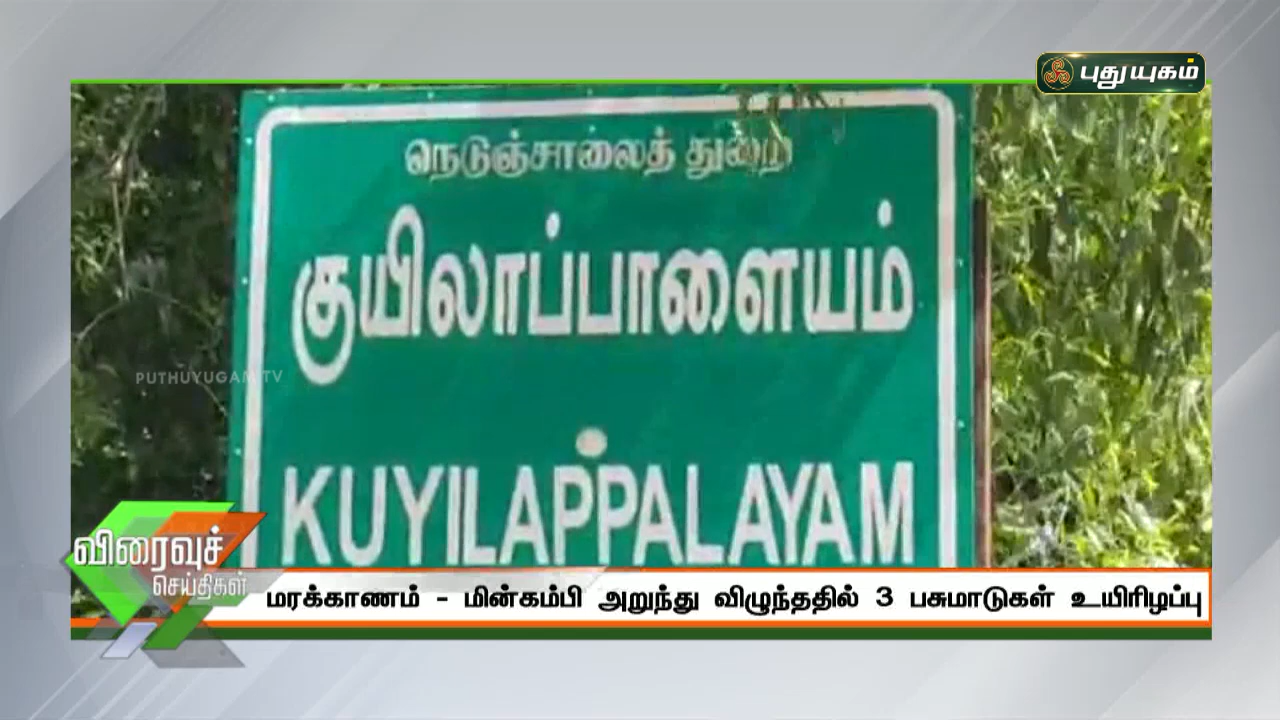 புதுயுகம்
நெடுஞ்சாலைத் துறை
குயிலாப்பாளையம்
PUTHUYUGAM TV
KUYILAPPALAYAM
விரைவுச்
செய்திகள்
மரக்காணம் - மின்கம்பி அறுந்து விழுந்ததில் 3 பசுமாடுகள் உயிரிழப்பு